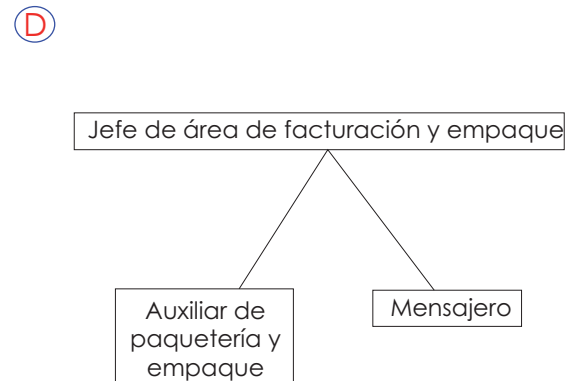 D
Jefe de área de facturación y empaque
Auxiliar de
paquetería y
empaque
Mensajero